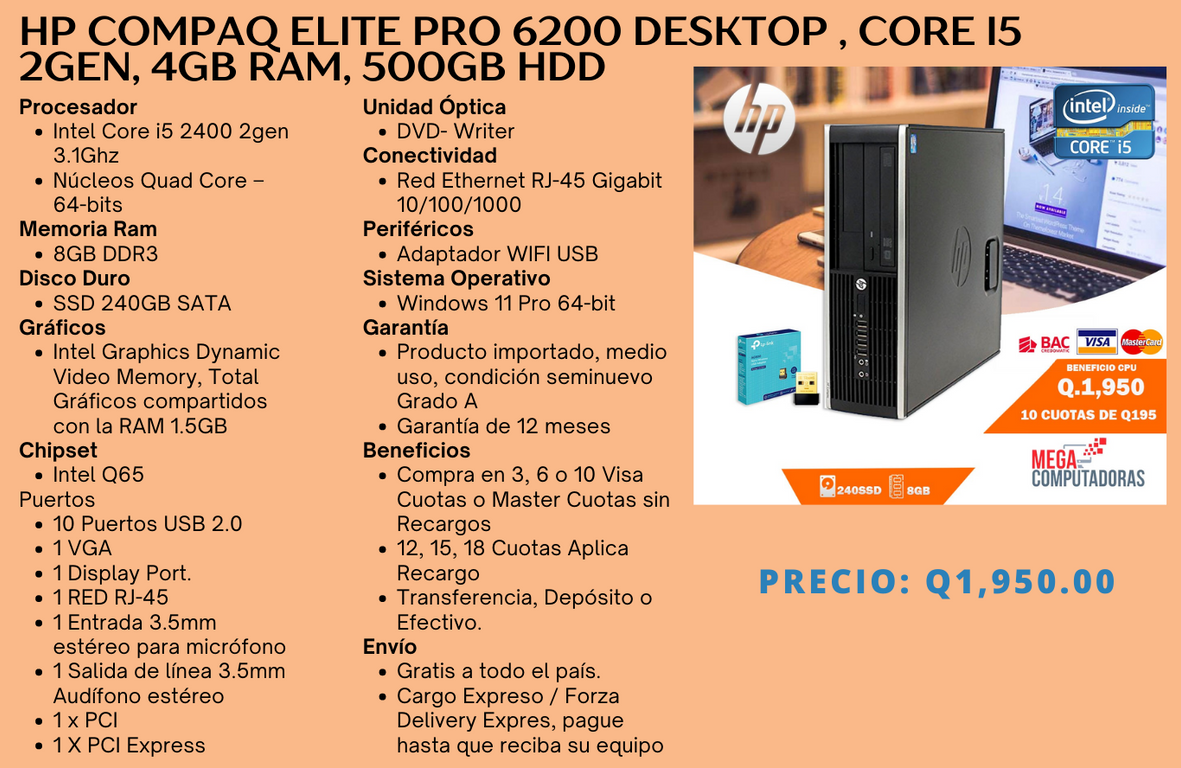 HP COMPAQ ELITE PRO 6200 DESKTOP , CORE I5
2GEN, 4GB RAM, 500GB HDD
Procesador
• Intel Core i5 2400 2gen
3.1Ghz
• Núcleos Quad Core –
64-bits
Memoria Ram
• 8GB DDR3
Disco Duro
• SSD 240GB SATA
Gráficos
• Intel Graphics Dynamic
Video Memory, Total
Gráficos compartidos
con la RAM 1.5GB
Chipset
• Intel Q65
Puertos
• 10 Puertos USB 2.0
• 1 VGA
• 1 Display Port.
• 1 RED RJ-45
• 1 Entrada 3.5mm
estéreo para micrófono
• 1 Salida de línea 3.5mm
Audífono estéreo
• 1 x PCI
• 1 X PCI Express
Unidad Óptica
• DVD- Writer
Conectividad
• Red Ethernet RJ-45 Gigabit
10/100/1000
Periféricos
• Adaptador WIFI USB
Sistema Operativo
• Windows 11 Pro 64-bit
Garantía
• Producto importado, medio
uso, condición seminuevo
Grado A
• Garantía de 12 meses
Beneficios
• Compra en 3, 6 o 10 Visa
Cuotas o Master Cuotas sin
Recargos
• 12, 15, 18 Cuotas Aplica
Recargo
• Transferencia, Depósito o
Efectivo.
Envío
• Gratis a todo el país.
• Cargo Expreso / Forza
Delivery Expres, pague
hasta que reciba su equipo
hp
intel inside
CORE i5
1.4
tp-link
BAC
CREDOMATIC
VISA
MasterCard
BENEFICIO CPU
Q.1,950
10 CUOTAS DE Q195
MEGA
COMPUTADORAS
240SSD
8GB
PRECIO: Q1,950.00